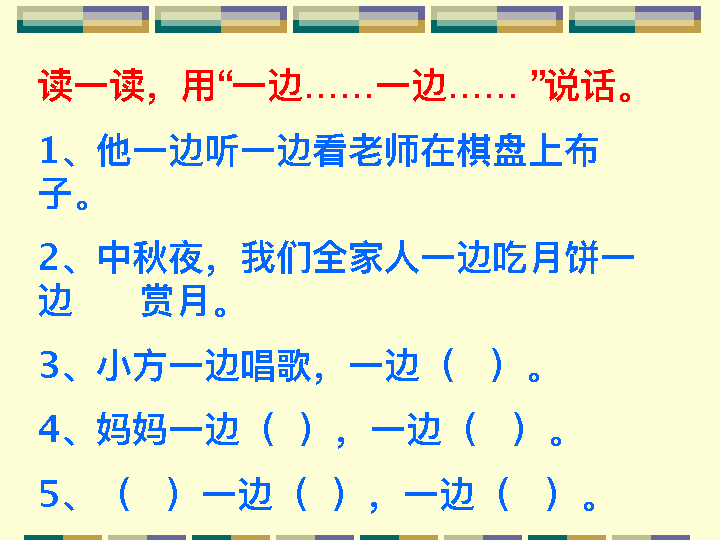 读一读，用“一边……一边…… ”说话。
1、他一边听一边看老师在棋盘上布
子。
2、中秋夜，我们全家人一边吃月饼一
边　　赏月。
3、小方一边唱歌，一边（　）。
4、妈妈一边（ ），一边（　）。
5、（　）一边（ ），一边（　）。